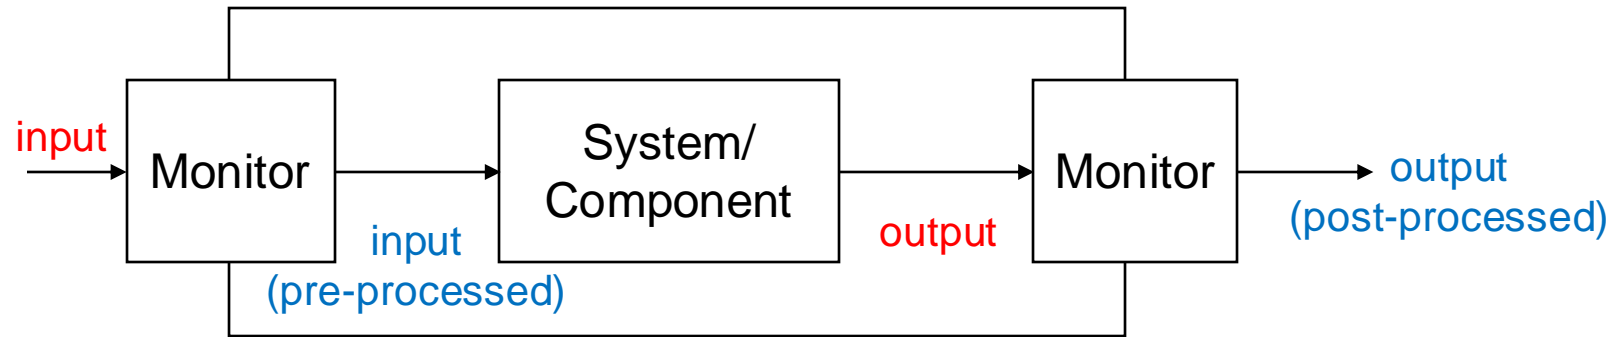 input
Monitor
input
(pre-processed)
System/
Component
output
Monitor
output
(post-processed)